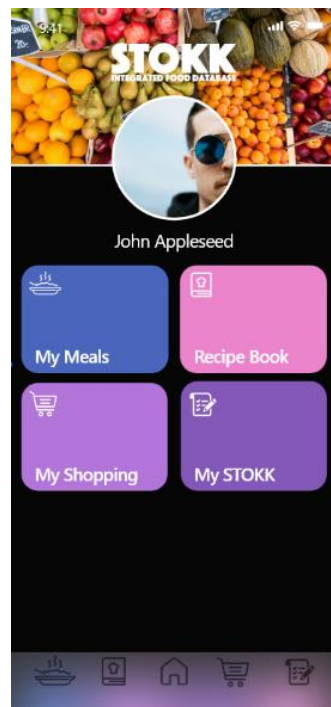 9:41
STOKK
INTEGRATED FOOD DATABASE
John Appleseed
My Meals
Recipe Book
My Shopping
My STOKK